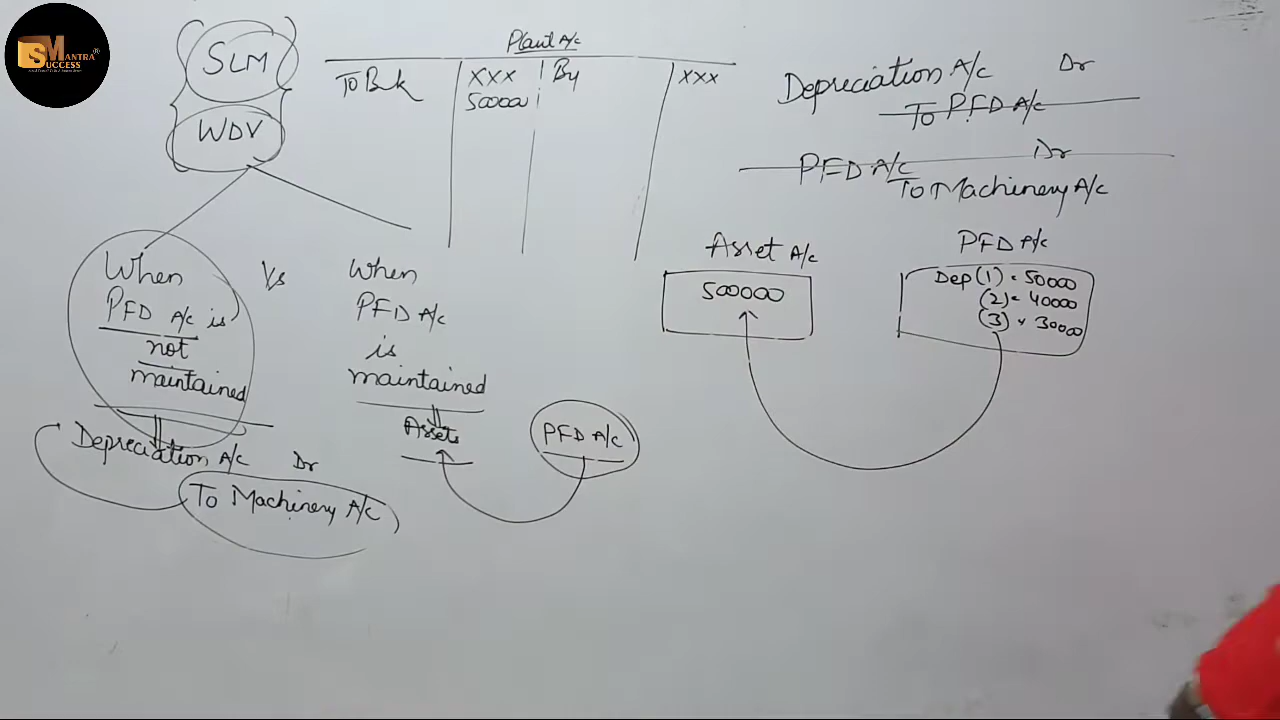 SMANTRA
SUCCESS
SLM
WDV
Plant A/c
To Bank xxx By xxx
50000
Depreciation A/c Dr
To PFD A/c
PFD A/c Dr
To Machinery A/c
When
PFD A/c is
not
maintained
Vs
When
PFD A/c
is
maintained
Asset A/c
500000
PFD A/c
Dep (1) = 50000
(2) = 40000
(3) = 30000
Depreciation A/c Dr
To Machinery A/c
Assets
PFD A/c